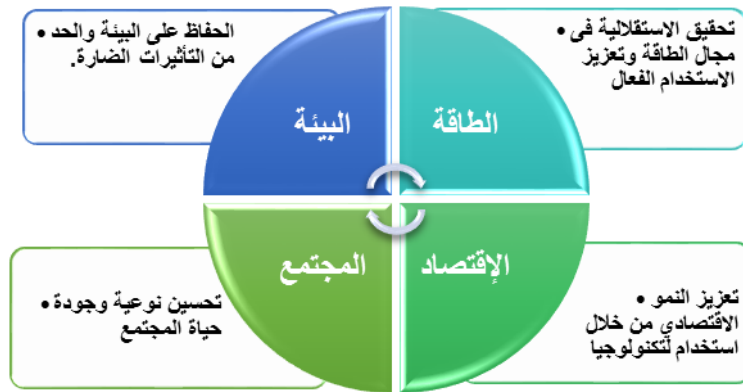 تحقيق الاستقلالية فى •
مجال الطاقة وتعزيز
الاستخدام الفعال
الحفاظ على البيئة والحد •
من التأثيرات الضارة.
الطاقة
البيئة
الإقتصاد
المجتمع
تعزيز النمو •
الاقتصادي من خلال
استخدام لتكنولوجيا
تحسين نوعية وجودة •
حياة المجتمع